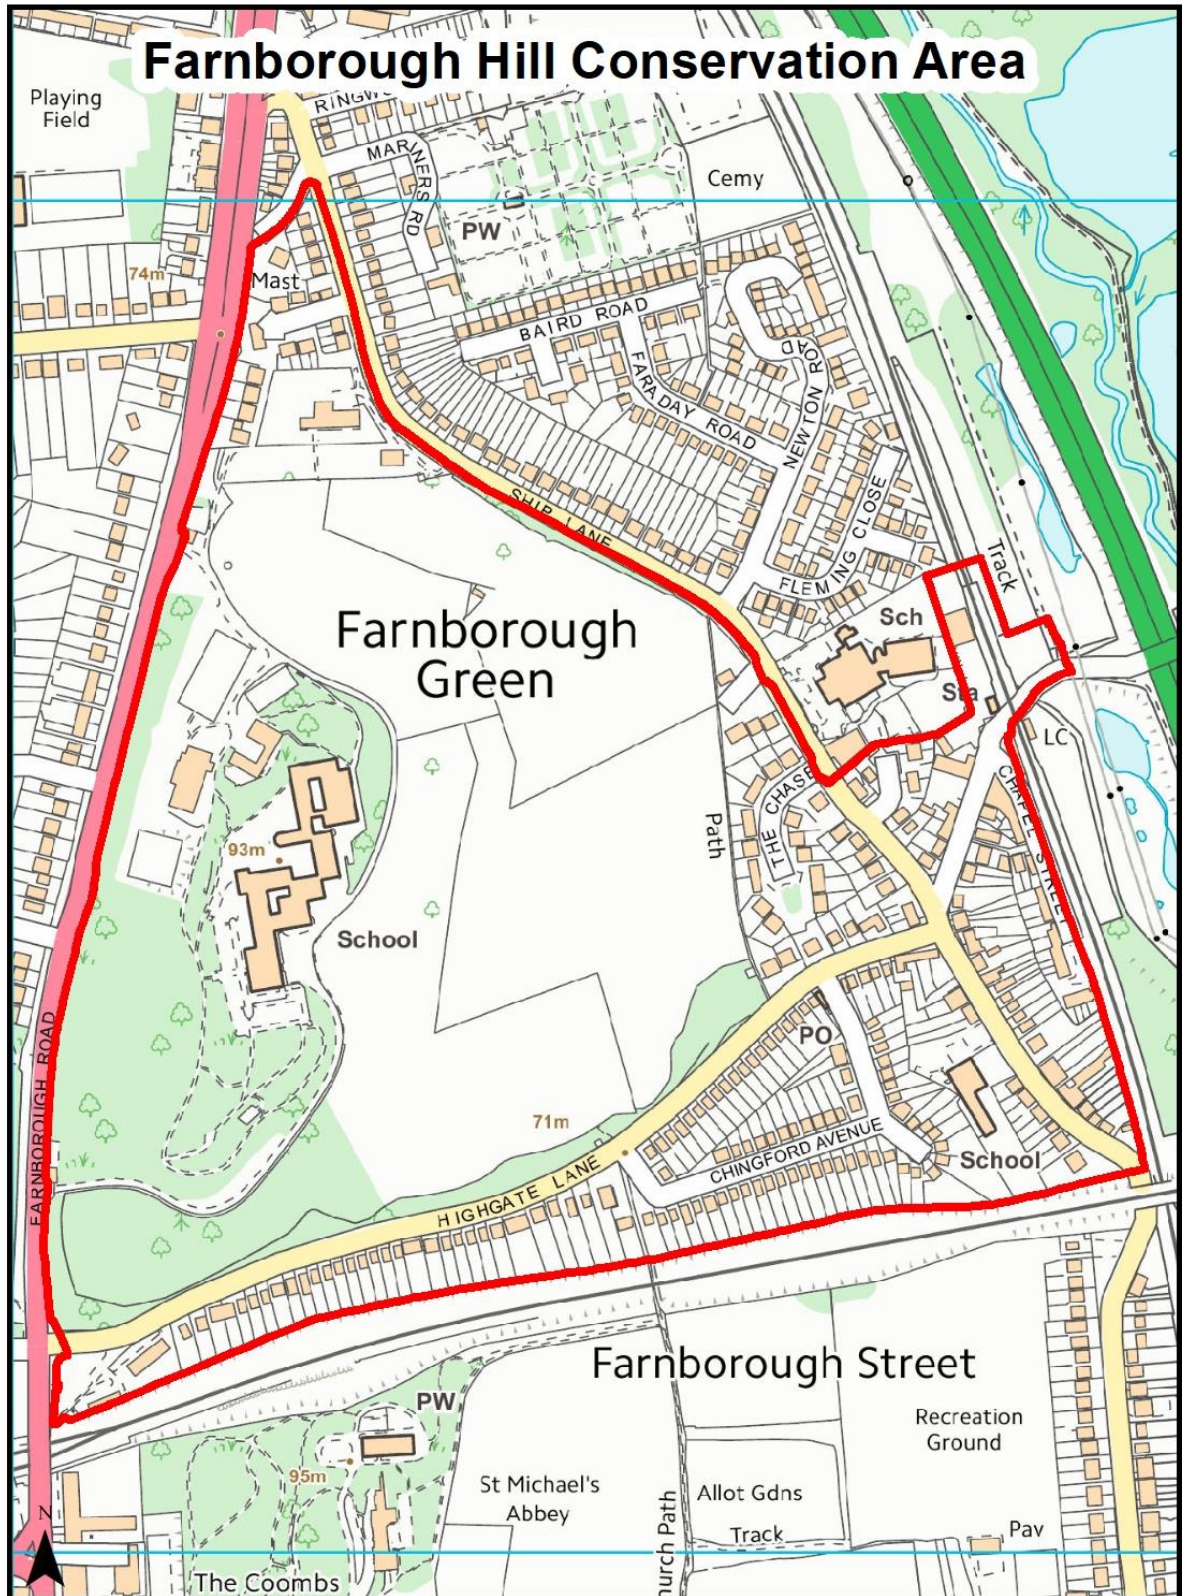 Farnborough Hill Conservation Area
Playing
Field
MARINERS RD
Cemy
PW
74m
Mast
BAIRD ROAD
FARADAY ROAD
NEWTON ROAD
SHIP LANE
FLEMING CLOSE
Track
Farnborough
Green
Sch
Sta
LC
THE CHASE
CHAPEL STREET
Path
93m
School
PO
FARNBOROUGH ROAD
71m
CHINGFORD AVENUE
School
HIGHGATE LANE
Farnborough Street
PW
Recreation
Ground
95m
St Michael's
Abbey
Allot Gdns
N
Track
Pav
The Coombs